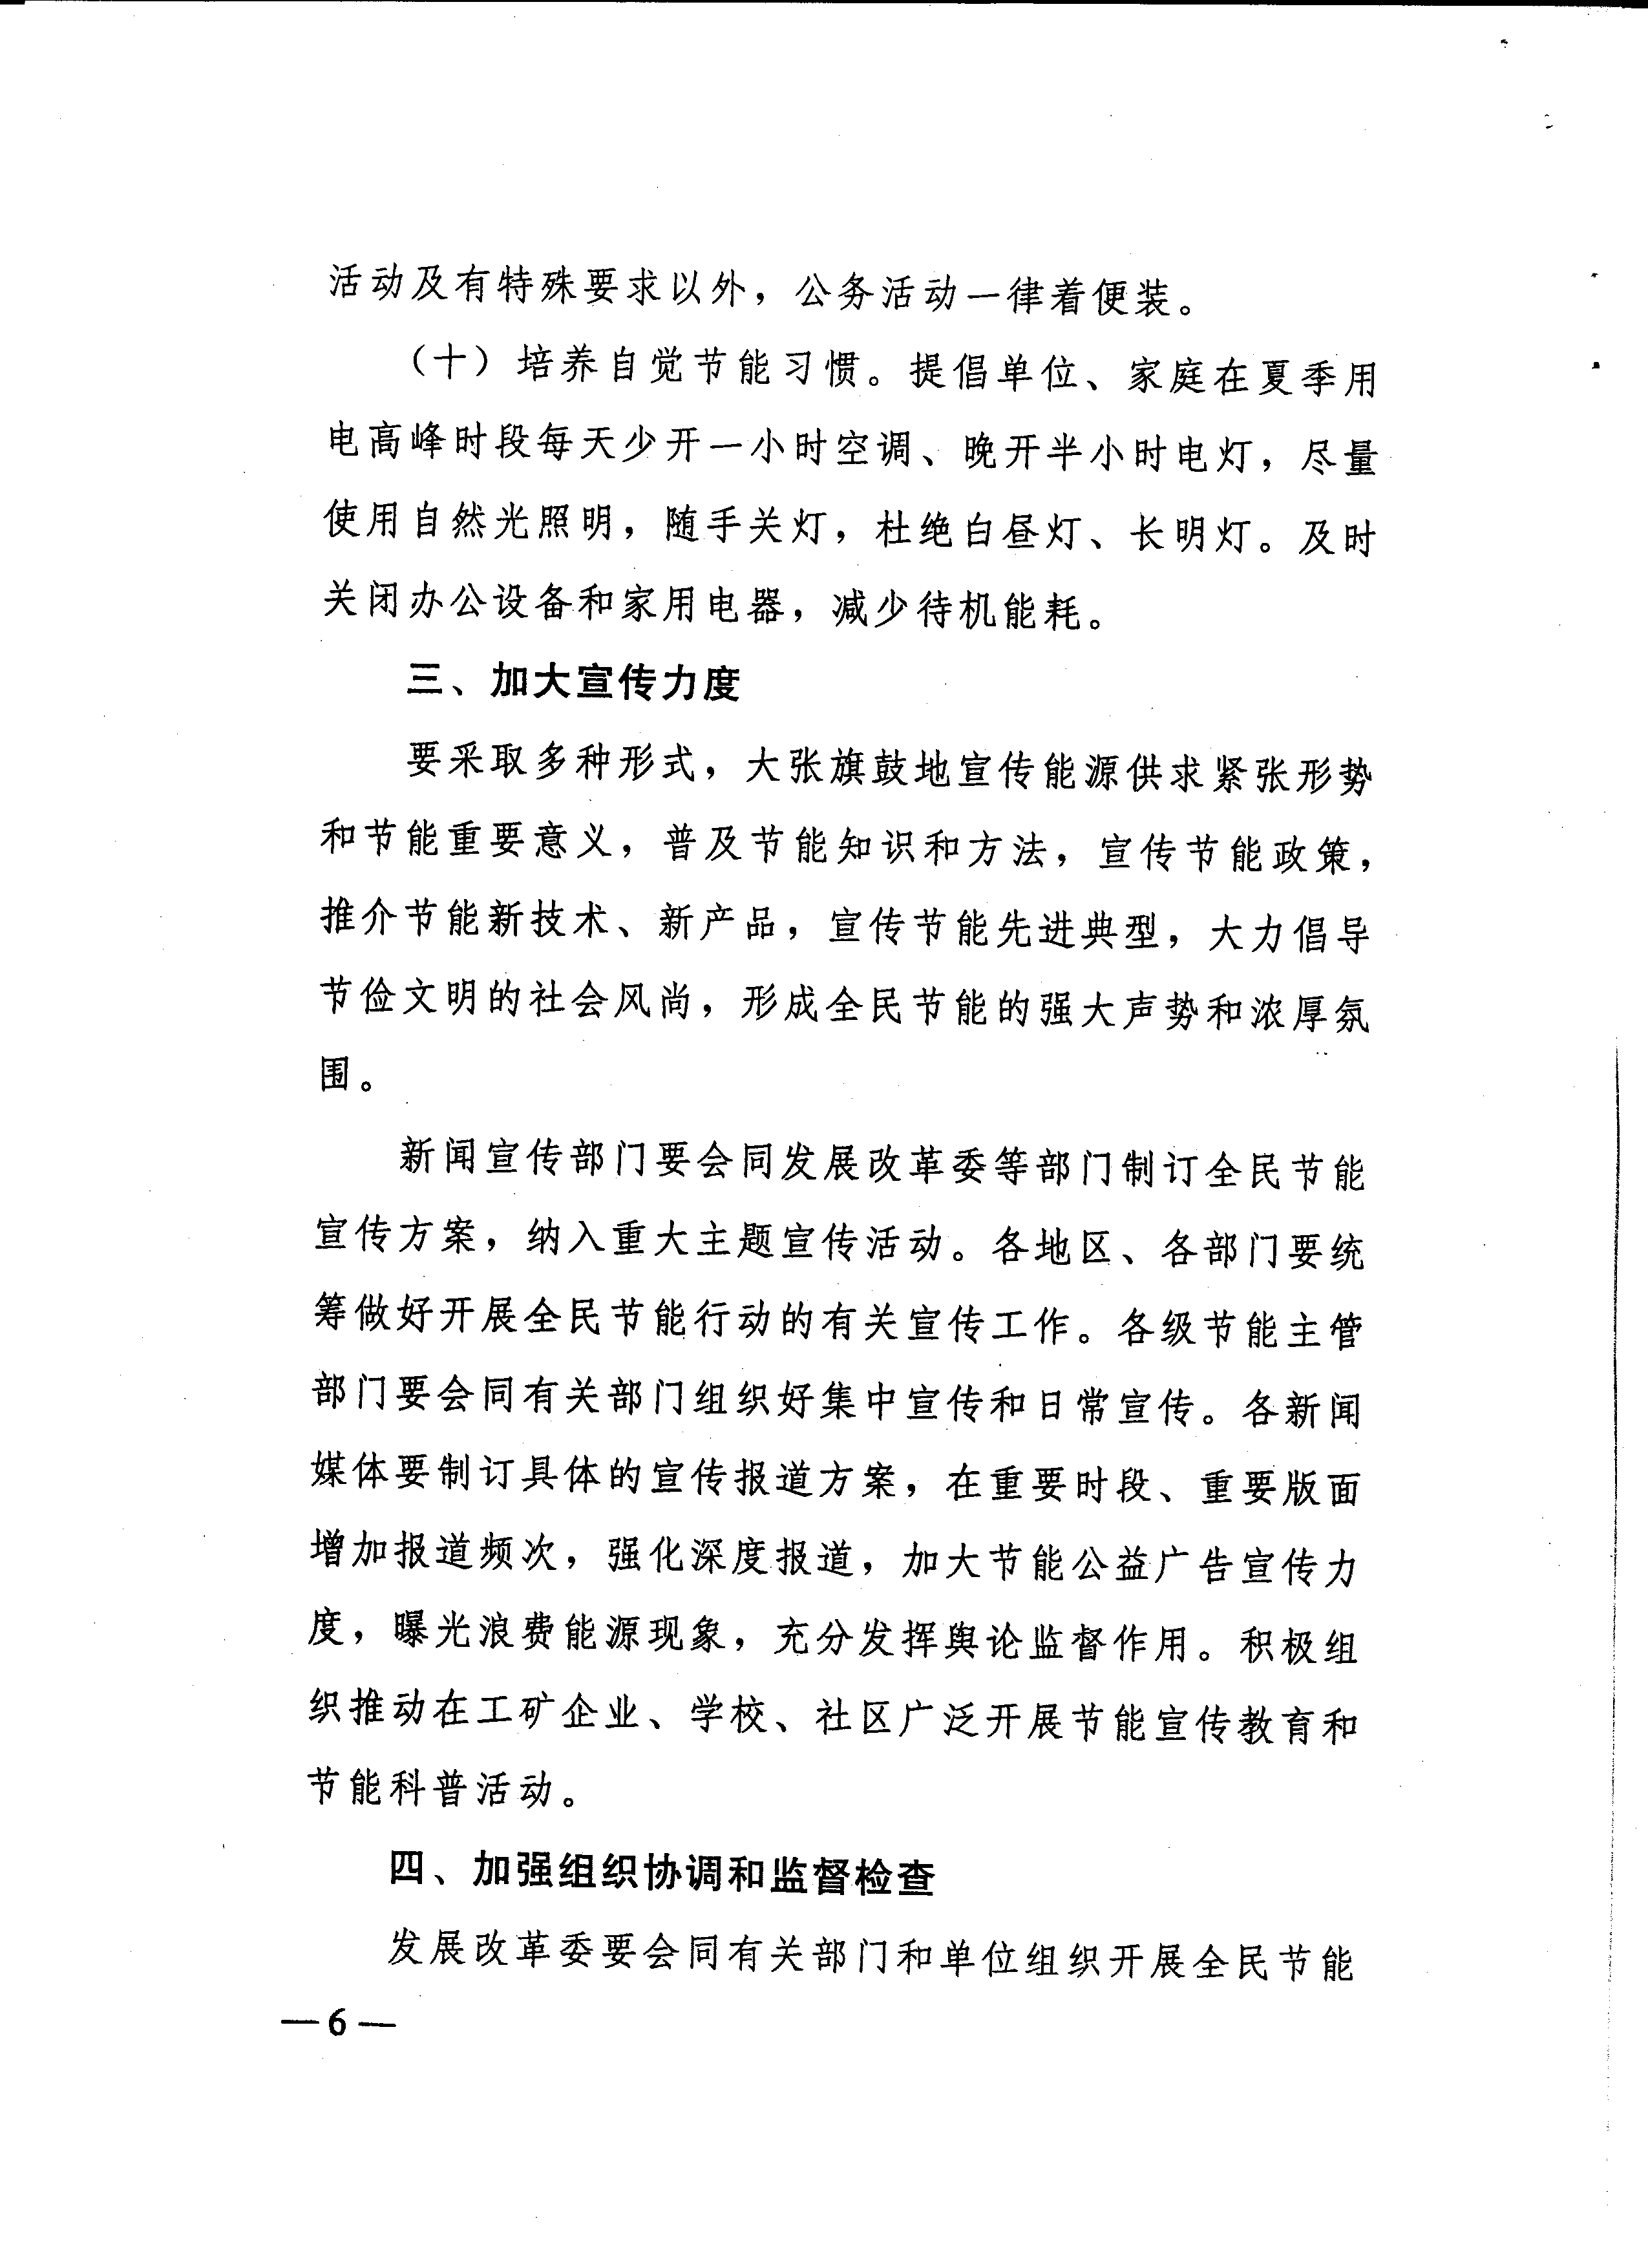 活动及有特殊要求以外，公务活动一律着便装。
（十）培养自觉节能习惯。提倡单位、家庭在夏季用
电高峰时段每天少开一小时空调、晚开半小时电灯，尽量
使用自然光照明，随手关灯，杜绝白昼灯、长明灯。及时
关闭办公设备和家用电器，减少待机能耗。
三、加大宣传力度
要采取多种形式，大张旗鼓地宣传能源供求紧张形势
和节能重要意义，普及节能知识和方法，宣传节能政策，
推介节能新技术、新产品，宣传节能先进典型，大力倡导
节俭文明的社会风尚，形成全民节能的强大声势和浓厚氛
围。
新闻宣传部门要会同发展改革委等部门制订全民节能
宣传方案，纳入重大主题宣传活动。各地区、各部门要统
筹做好开展全民节能行动的有关宣传工作。各级节能主管
部门要会同有关部门组织好集中宣传和日常宣传。各新闻
媒体要制订具体的宣传报道方案，在重要时段、重要版面
增加报道频次，强化深度报道，加大节能公益广告宣传力
度，曝光浪费能源现象，充分发挥舆论监督作用。积极组
织推动在工矿企业、学校、社区广泛开展节能宣传教育和
节能科普活动。
四、加强组织协调和监督检查
发展改革委要会同有关部门和单位组织开展全民节能
—6—